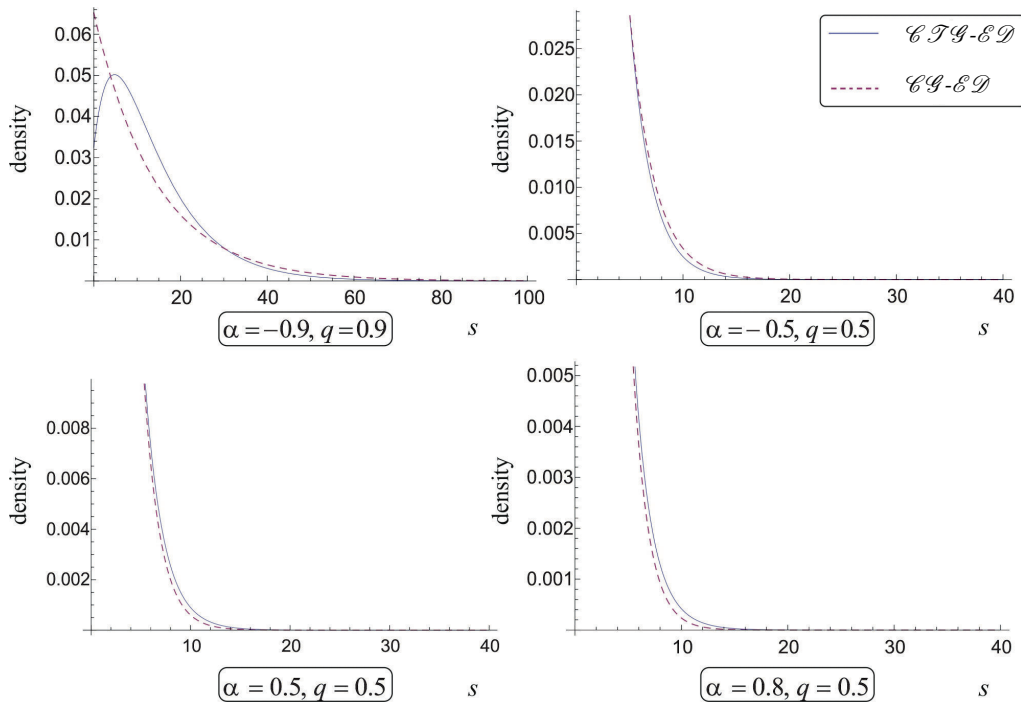 0.06
0.05
0.04
0.03
0.02
0.01
density
20 40 60 80 100
α = −0.9, q = 0.9 s
0.025
0.020
0.015
0.010
0.005
density
10 20 30 40
α = − 0.5, q = 0.5 s
𝒞𝒯𝒢-ℰ𝒟
𝒞𝒢-ℰ𝒟
0.008
0.006
0.004
0.002
density
10 20 30 40
α = 0.5, q = 0.5 s
0.005
0.004
0.003
0.002
0.001
density
10 20 30 40
α = 0.8, q = 0.5 s